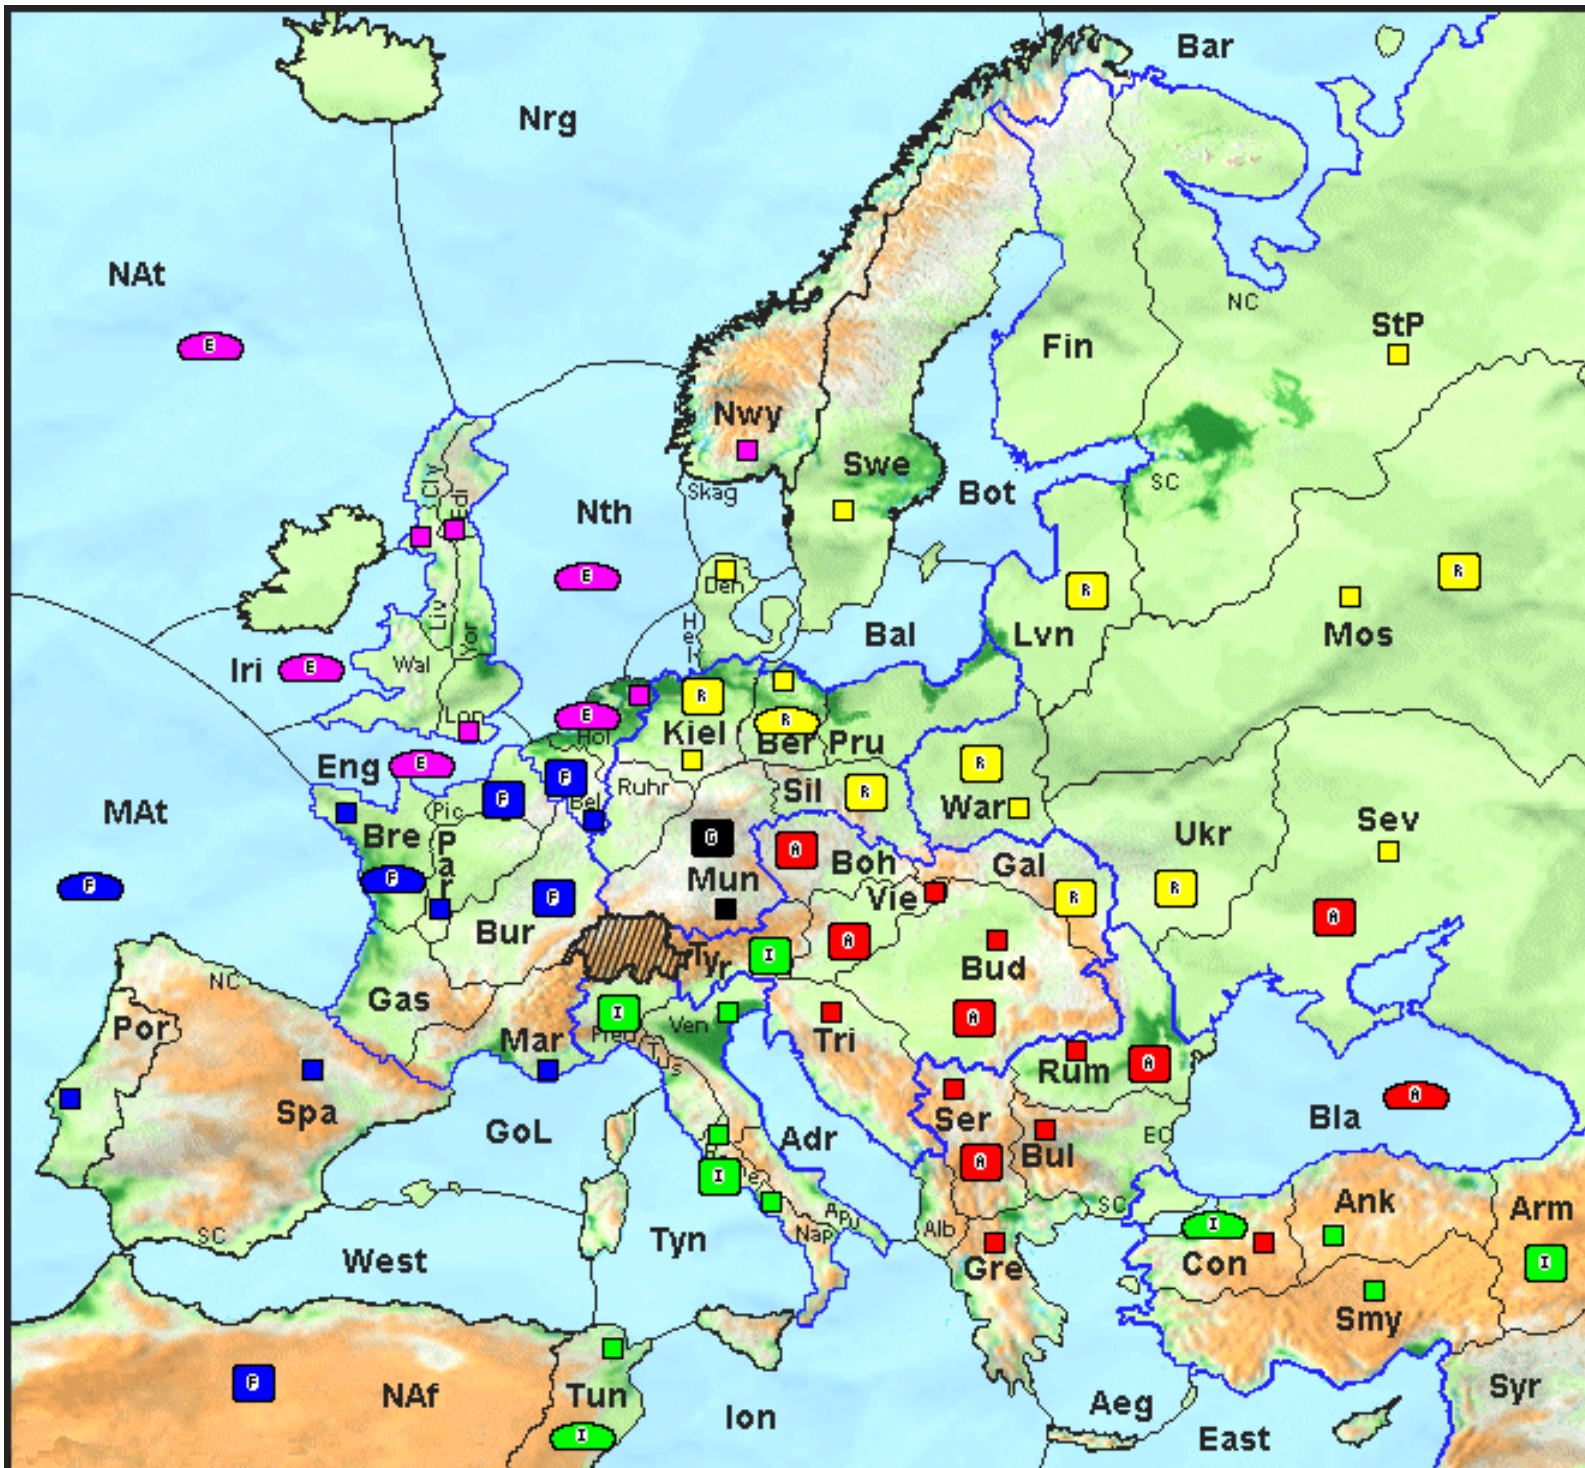 Bar
Nrg
NAt
NC
StP
Fin
Nwy
Swe
Cly
Edi
Skag
Bot
SC
Nth
E
E
Den
R
R
Hel
Bal
Lvn
Mos
Liv
Yor
Iri
E
Wal
Lon
R
E
Hol
Kiel
R
Ber
Pru
Eng
E
F
F
Bel
Ruhr
Sil
R
R
War
MAt
Pic
Bre
Par
G
A
Boh
Gal
Ukr
Sev
F
F
F
Mun
Vie
R
R
A
Bur
Tyr
I
A
Bud
NC
Gas
Por
Mar
I
Pied
Ven
Tus
Tri
A
Rum
A
A
Bla
Spa
GoL
Adr
Ser
Bul
EC
A
I
SC
SC
Apu
Nap
Alb
Tyn
West
Gre
I
Con
Ank
Arm
I
Smy
F
NAf
Tun
I
Ion
Aeg
East
Syr